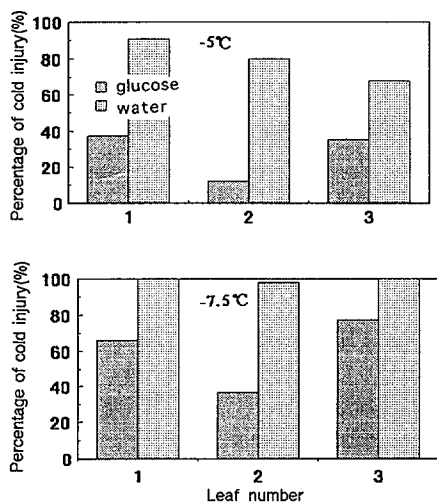 Percentage of cold injury(%)
100
80
60
40
20
0
-5℃
glucose
water
1 2 3
Percentage of cold injury(%)
100
80
60
40
20
0
-7.5℃
1 2 3
Leaf number